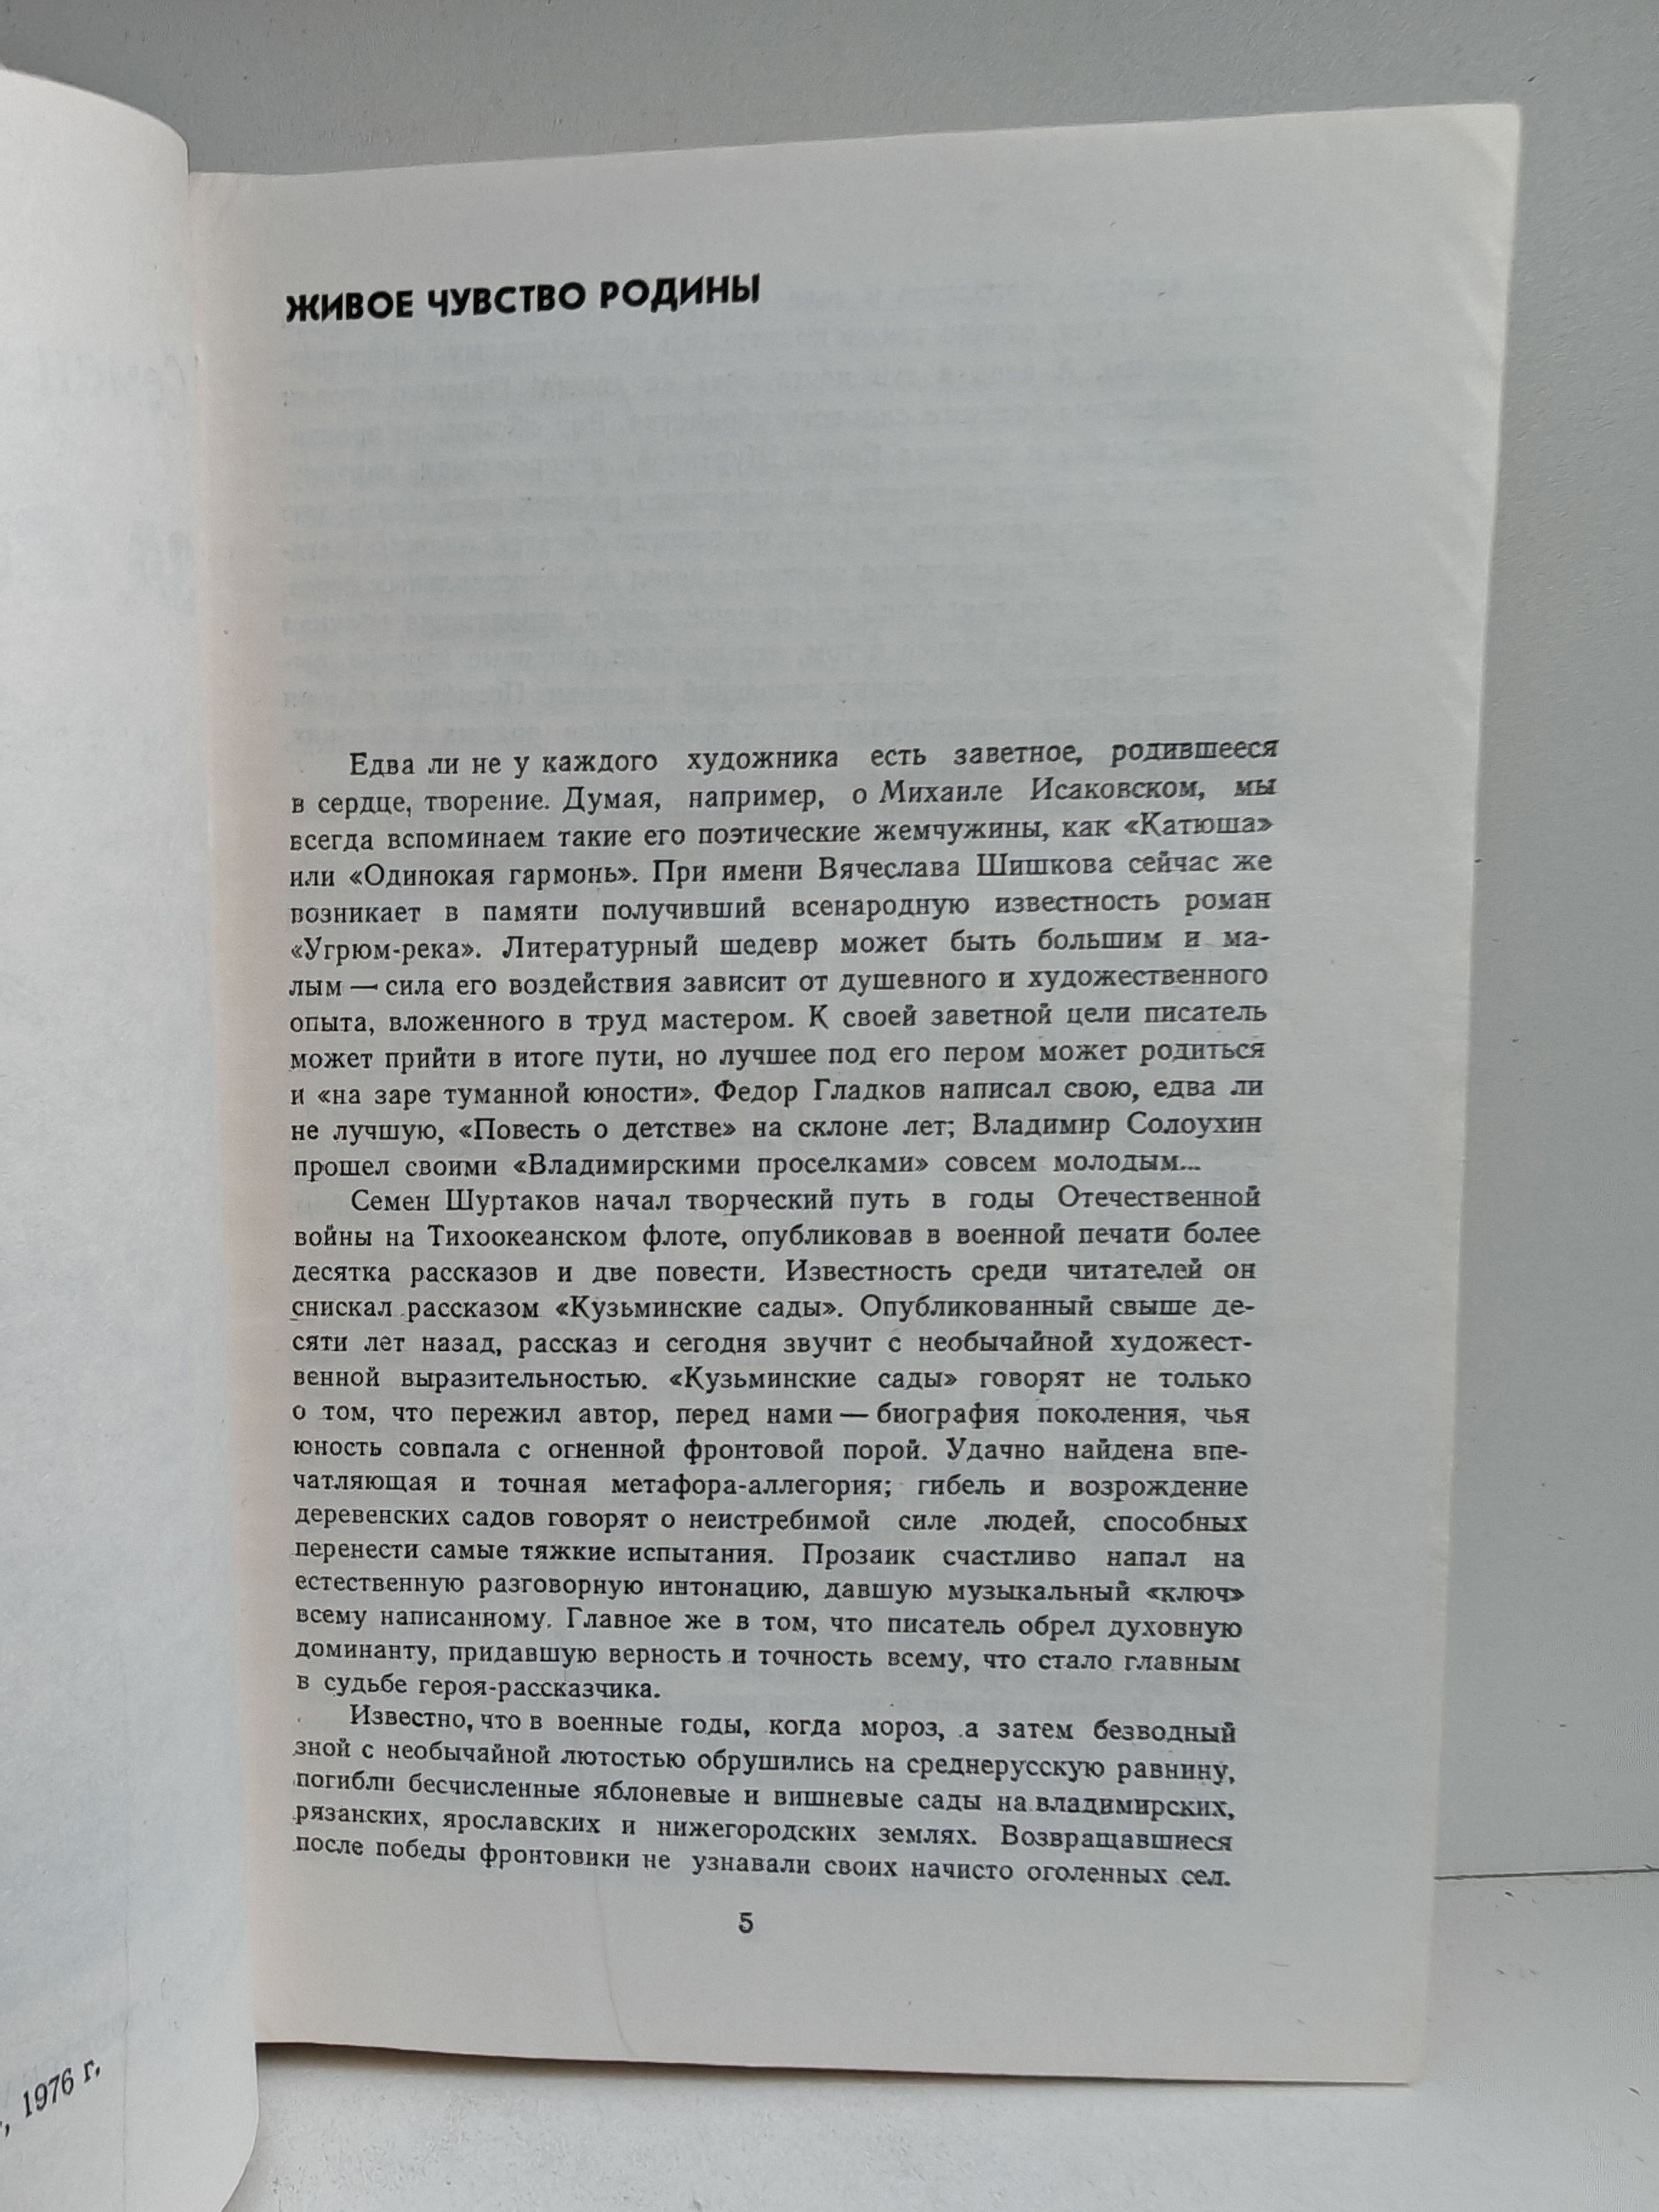 ЖИВОЕ ЧУВСТВО РОДИНЫ
Едва ли не у каждого художника есть заветное, родившееся
в сердце, творение. Думая, например, о Михаиле Исаковском, мы
всегда вспоминаем такие его поэтические жемчужины, как «Катюша»
или «Одинокая гармонь». При имени Вячеслава Шишкова сейчас же
возникает в памяти получивший всенародную известность роман
«Угрюм-река». Литературный шедевр может быть большим и ма-
лым — сила его воздействия зависит от душевного и художественного
опыта, вложенного в труд мастером. К своей заветной цели писатель
может прийти в итоге пути, но лучшее под его пером может родиться
и «на заре туманной юности». Федор Гладков написал свою, едва ли
не лучшую, «Повесть о детстве» на склоне лет; Владимир Солоухин
прошел своими «Владимирскими проселками» совсем молодым...
Семен Шуртаков начал творческий путь в годы Отечественной
войны на Тихоокеанском флоте, опубликовав в военной печати более
десятка рассказов и две повести. Известность среди читателей он
снискал рассказом «Кузьминские сады». Опубликованный свыше де-
сяти лет назад, рассказ и сегодня звучит с необычайной художест-
венной выразительностью. «Кузьминские сады» говорят не только
о том, что пережил автор, перед нами — биография поколения, чья
юность совпала с огненной фронтовой порой. Удачно найдена впе-
чатляющая и точная метафора-аллегория; гибель и возрождение
деревенских садов говорят о неистребимой силе людей, способных
перенести самые тяжкие испытания. Прозаик счастливо напал на
естественную разговорную интонацию, давшую музыкальный «ключ»
всему написанному. Главное же в том, что писатель обрел духовную
доминанту, придавшую верность и точность всему, что стало главным
в судьбе героя-рассказчика.
Известно, что в военные годы, когда мороз, а затем безводный
зной с необычайной лютостью обрушились на среднерусскую равнину,
погибли бесчисленные яблоневые и вишневые сады на владимирских,
рязанских, ярославских и нижегородских землях. Возвращавшиеся
после победы фронтовики не узнавали своих начисто оголенных сел.
5
, 1976 г.